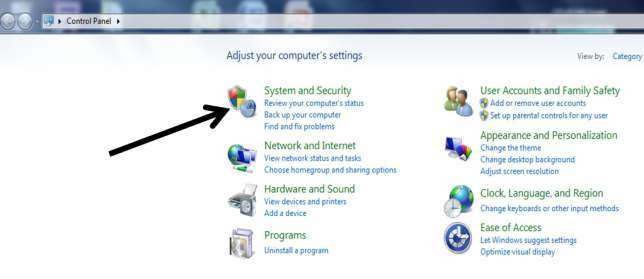 Control Panel
Adjust your computer's settings
View by: Category
System and Security
Review your computer's status
Back up your computer
Find and fix problems
Network and Internet
View network status and tasks
Choose homegroup and sharing options
Hardware and Sound
View devices and printers
Add a device
Programs
Uninstall a program
User Accounts and Family Safety
Add or remove user accounts
Set up parental controls for any user
Appearance and Personalization
Change the theme
Change desktop background
Adjust screen resolution
Clock, Language, and Region
Change keyboards or other input methods
Ease of Access
Let Windows suggest settings
Optimize visual display